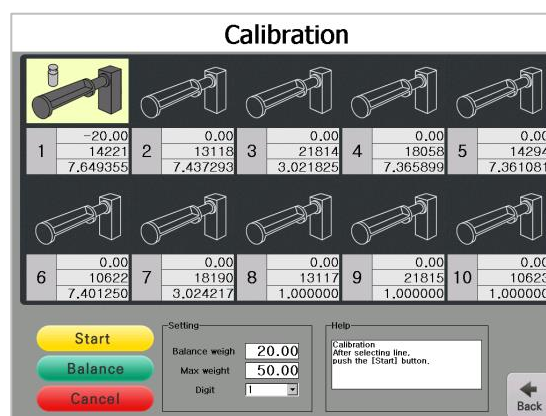 Calibration
-20.00 0.00 0.00 0.00 0.00
1 14221 2 13118 3 21814 4 18058 5 14294
7.649355 7.437293 3.021825 7.365899 7.361081
0.00 0.00 0.00 0.00 0.00
6 10622 7 18190 8 13117 9 21815 10 10623
7.401250 3.024217 1.000000 1.000000 1.000000
Start
Balance
Cancel
Setting
Balance weigh 20.00
Max weight 50.00
Digit 1
Help
Calibration
After selecting line,
push the [Start] button.
Back